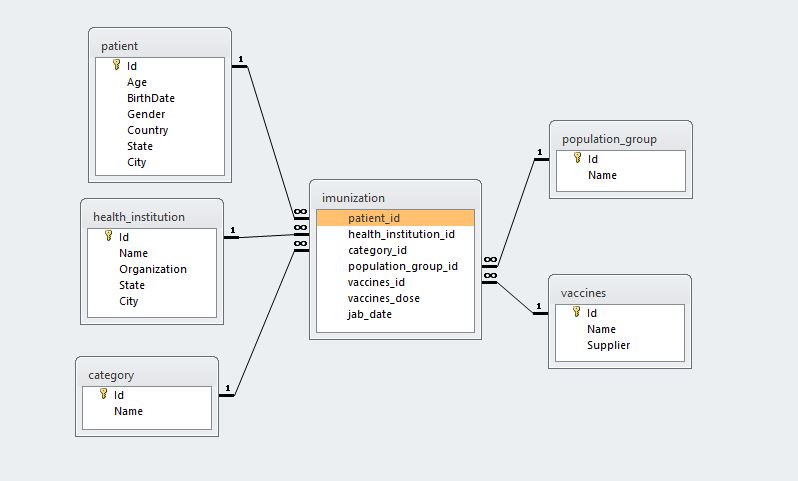 patient
Id
Age
BirthDate
Gender
Country
State
City
1
health_institution
Id
Name
Organization
State
City
1
category
Id
Name
1
imunization
patient_id
health_institution_id
category_id
population_group_id
vaccines_id
vaccines_dose
jab_date
∞
∞
∞
∞
∞
population_group
Id
Name
1
vaccines
Id
Name
Supplier
1